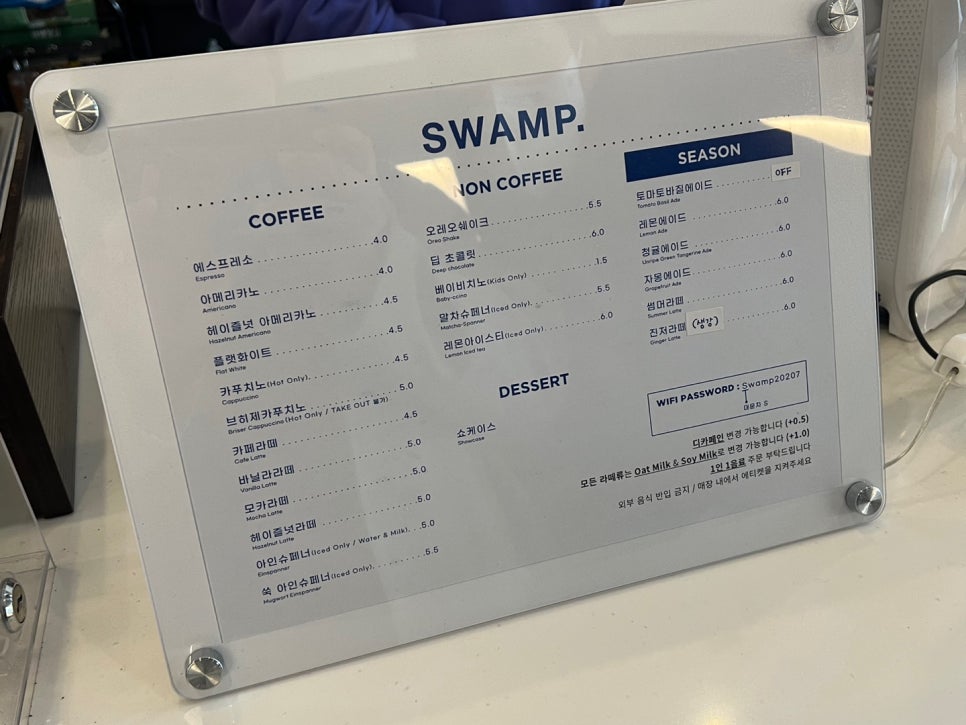 SWAMP.
COFFEE
에스프레소 4.0
Espresso
아메리카노 4.0
Americano
헤이즐넛 아메리카노 4.5
Hazelnut Americano
플랫화이트 4.5
Flat White
카푸치노(Hot Only) 4.5
Cappuccino
브히제카푸치노 5.0
Briser Cappuccino(Hot Only / TAKE OUT 불가)
카페라떼 4.5
Cafe Latte
바닐라라떼 5.0
Vanilla Latte
모카라떼 5.0
Mocha Latte
헤이즐넛라떼 5.0
Hazelnut Latte
아인슈페너(Iced Only / Water & Milk) 5.0
Einspanner
쑥 아인슈페너(Iced Only) 5.5
Mugwort Einspanner
NON COFFEE
오레오쉐이크 5.5
Oreo Shake
딥 초콜릿 6.0
Deep chocolate
베이비치노(Kids Only) 1.5
Baby-ccino
말차슈페너(Iced Only) 5.5
Matcha-Spanner
레몬아이스티(Iced Only) 6.0
Lemon Iced tea
DESSERT
쇼케이스
Showcase
SEASON
토마토바질에이드 OFF
Tomato Basil Ade
레몬에이드 6.0
Lemon Ade
청귤에이드 6.0
Unripe Green Tangerine Ade
자몽에이드 6.0
Grapefruit Ade
썸머라떼 6.0
Summer Latte
진저라떼 (생강) 6.0
Ginger Latte
WIFI PASSWORD : Swamp20207
대문자 S
디카페인 변경 가능합니다 (+0.5)
모든 라떼류는 Oat Milk & Soy Milk로 변경 가능합니다 (+1.0)
1인 1음료 주문 부탁드립니다
외부 음식 반입 금지 / 매장 내에서 에티켓을 지켜주세요